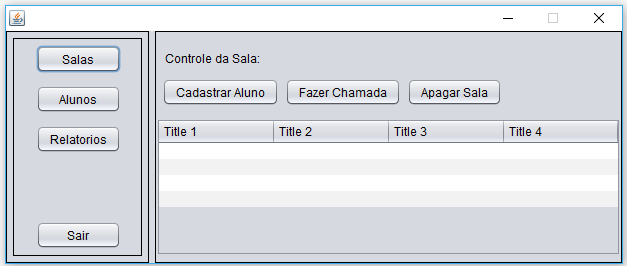 Salas
Alunos
Relatorios
Sair
Controle da Sala:
Cadastrar Aluno Fazer Chamada Apagar Sala
Title 1 Title 2 Title 3 Title 4